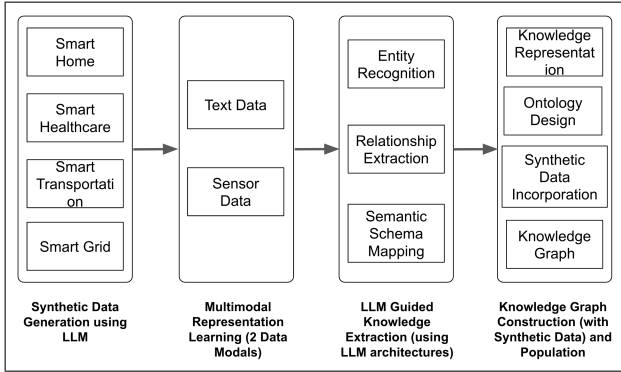 Smart
Home
Smart
Healthcare
Smart
Transportati
on
Smart Grid
Synthetic Data
Generation using
LLM
Text Data
Sensor
Data
Multimodal
Representation
Learning (2 Data
Modals)
Entity
Recognition
Relationship
Extraction
Semantic
Schema
Mapping
LLM Guided
Knowledge
Extraction (using
LLM architectures)
Knowledge
Representat
ion
Ontology
Design
Synthetic
Data
Incorporation
Knowledge
Graph
Knowledge Graph
Construction (with
Synthetic Data) and
Population